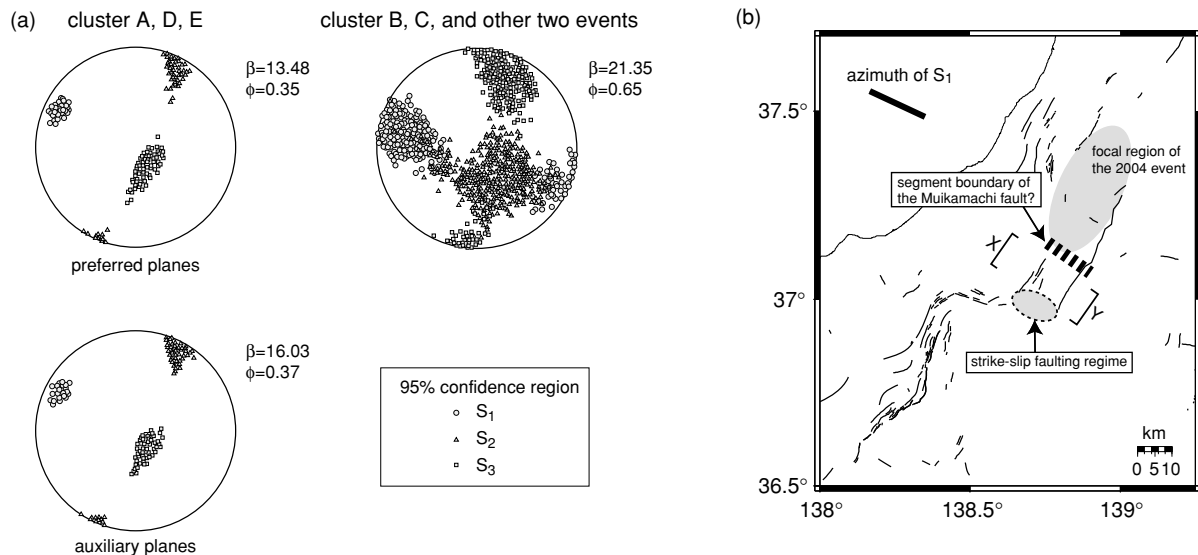 (a)
cluster A, D, E
cluster B, C, and other two events
β=13.48
ϕ=0.35
β=21.35
ϕ=0.65
preferred planes
β=16.03
ϕ=0.37
auxiliary planes
95% confidence region
S1
S2
S3
(b)
azimuth of S1
37.5°
37°
36.5°
138°
138.5°
139°
focal region of
the 2004 event
segment boundary of
the Muikamachi fault?
X
Y
strike-slip faulting regime
km
0 5 10